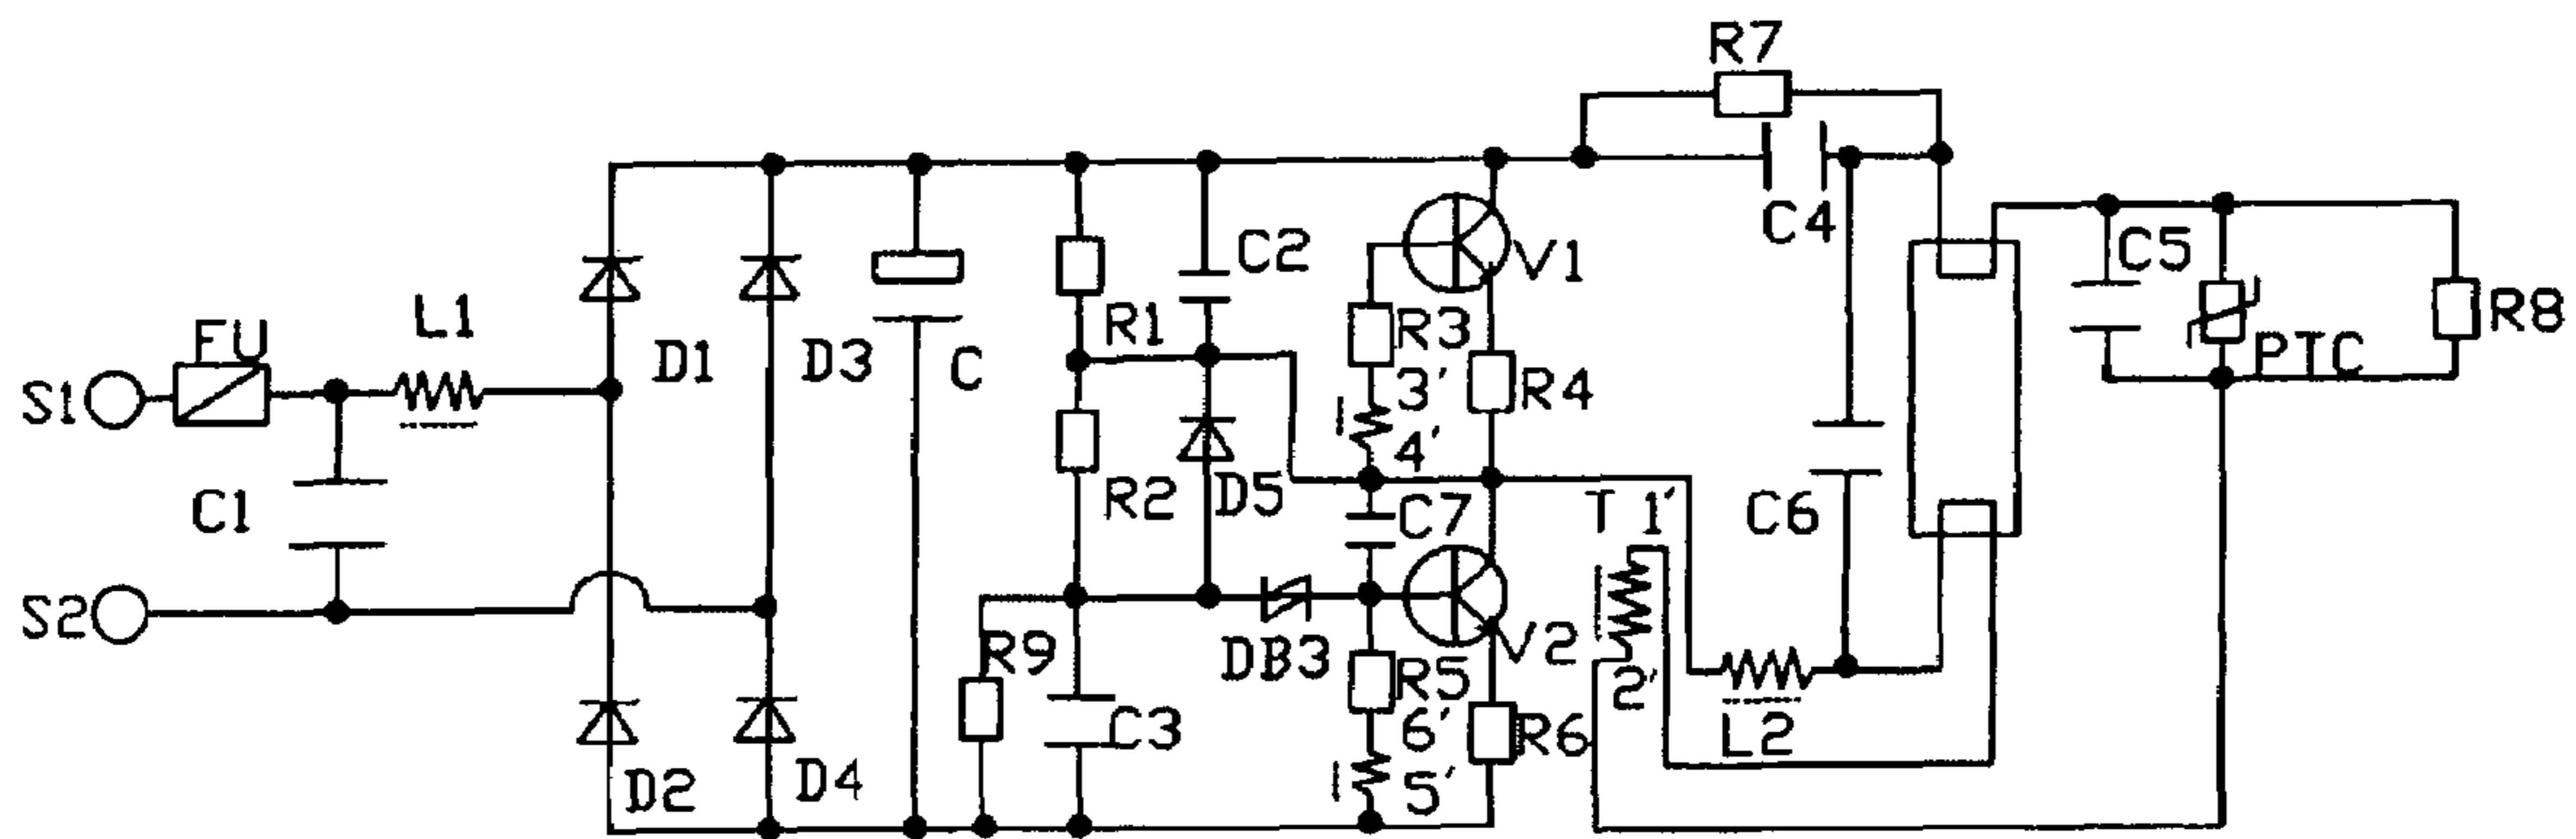 R7
C4
C2
V1
C5
R8
PTC
L1
FU
D1
D3
C
R1
R3
3′
4′
R4
S1
C1
R2
D5
C7
T 1′
C6
S2
R9
DB3
V2
2′
R5
6′
5′
R6
L2
C3
D2
D4